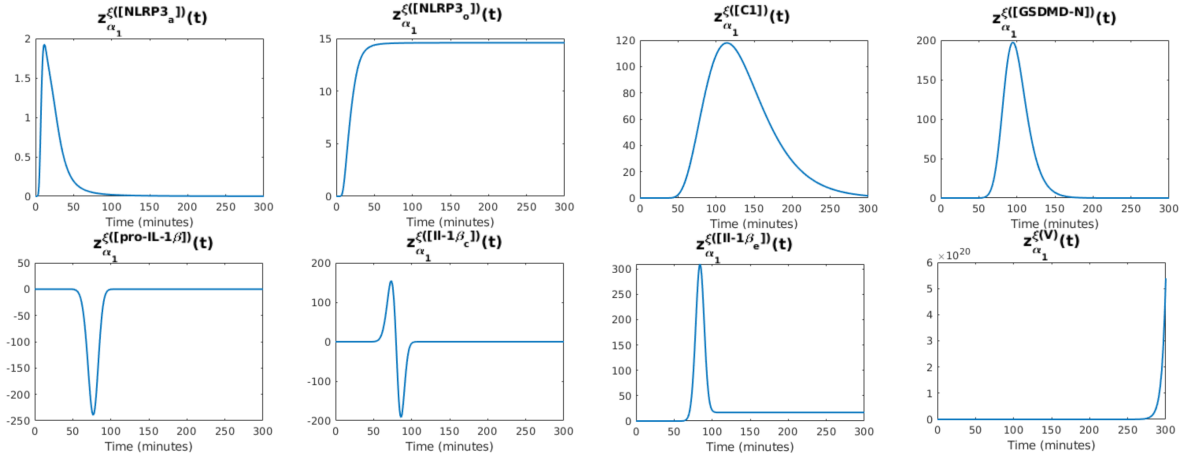 z_{α_1}^{ξ([NLRP3_a])}(t)
2
1.5
1
0.5
0
0 50 100 150 200 250 300
Time (minutes)
z_{α_1}^{ξ([NLRP3_o])}(t)
15
10
5
0
0 50 100 150 200 250 300
Time (minutes)
z_{α_1}^{ξ([C1])}(t)
120
100
80
60
40
20
0
0 50 100 150 200 250 300
Time (minutes)
z_{α_1}^{ξ([GSDMD-N])}(t)
200
150
100
50
0
0 50 100 150 200 250 300
Time (minutes)
z_{α_1}^{ξ([pro-IL-1β])}(t)
50
0
-50
-100
-150
-200
-250
0 50 100 150 200 250 300
Time (minutes)
z_{α_1}^{ξ([Il-1β_c])}(t)
200
100
0
-100
-200
0 50 100 150 200 250 300
Time (minutes)
z_{α_1}^{ξ([Il-1β_e])}(t)
300
250
200
150
100
50
0
0 50 100 150 200 250 300
Time (minutes)
z_{α_1}^{ξ(V)}(t)
6 × 10^20
5
4
3
2
1
0
0 50 100 150 200 250 300
Time (minutes)